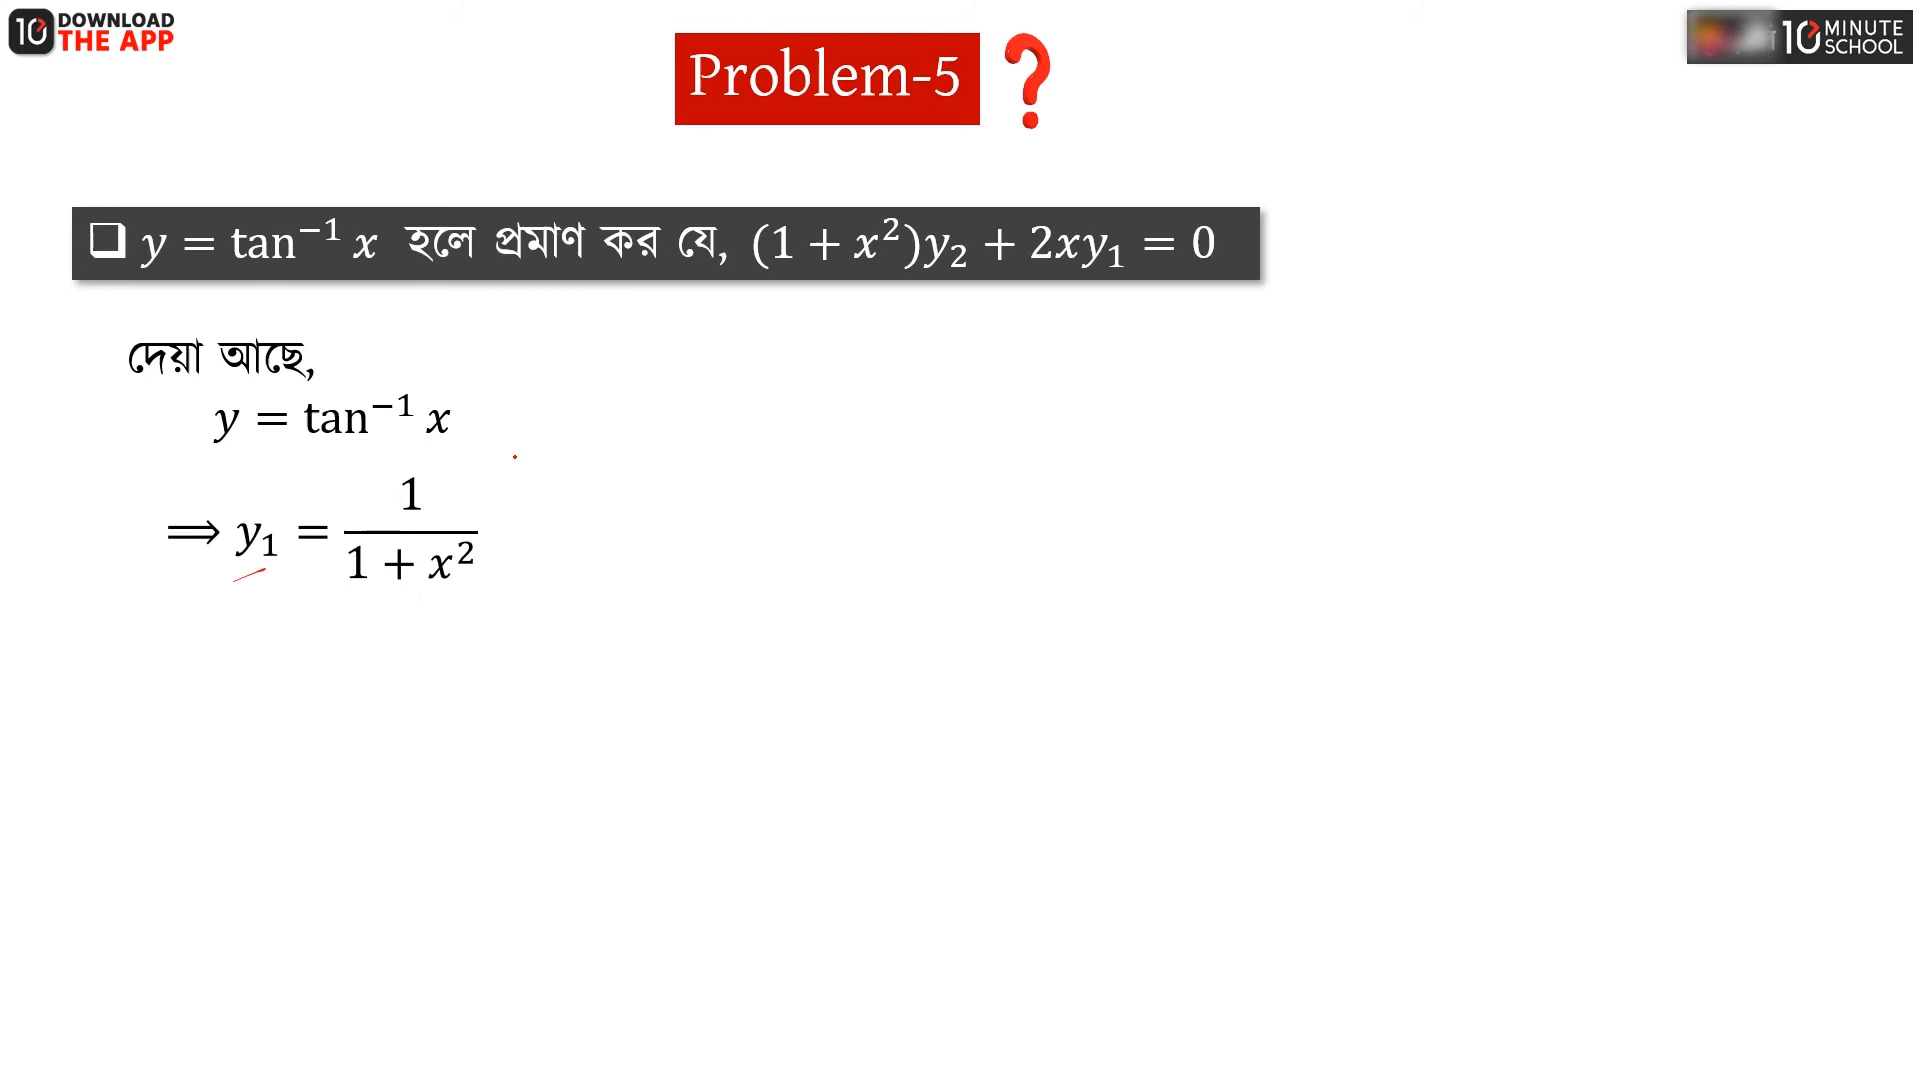 10 DOWNLOAD THE APP
10 MINUTE SCHOOL
Problem-5 ?
❑ y = tan⁻¹ x হলে প্রমাণ কর যে, (1 + x²)y₂ + 2xy₁ = 0
দেয়া আছে,
y = tan⁻¹ x
⟹ y₁ = 1 / (1 + x²)